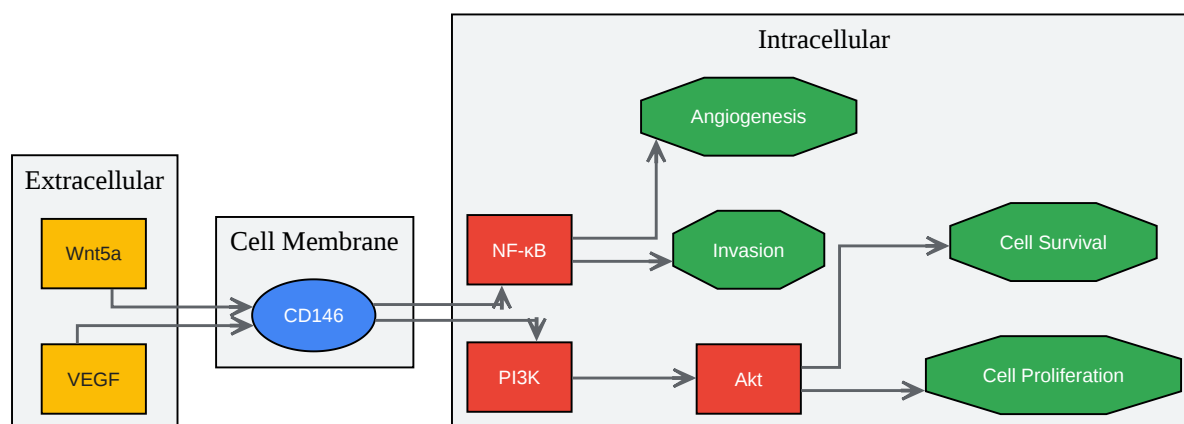 Intracellular
Angiogenesis
Extracellular
Wnt5a
Cell Membrane
NF-κB
Invasion
Cell Survival
CD146
VEGF
PI3K
Akt
Cell Proliferation